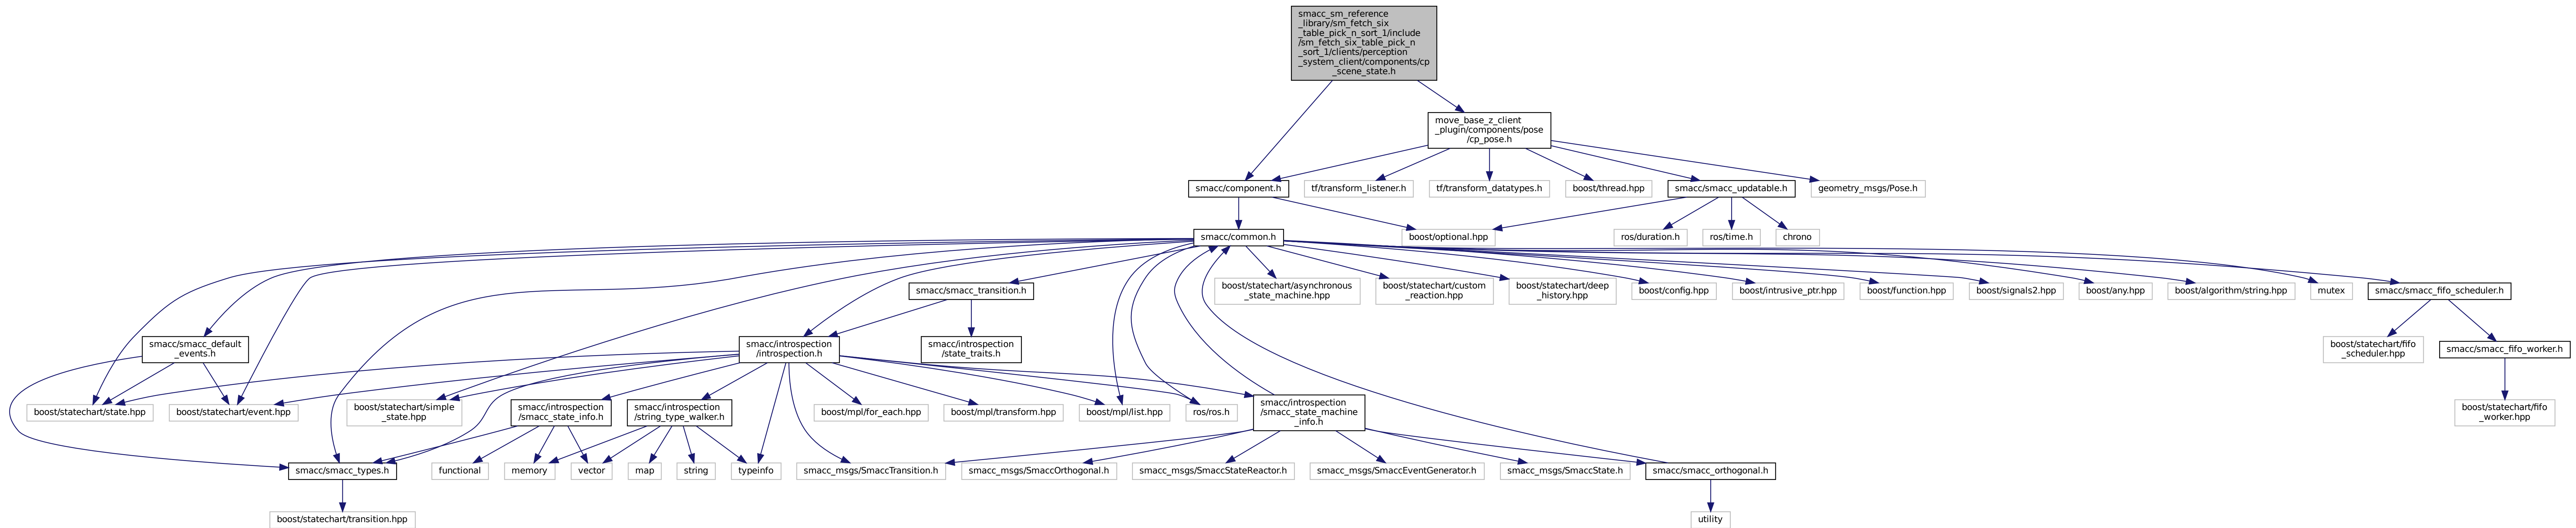 smacc_sm_reference
_library/sm_fetch_six
_table_pick_n_sort_1/include
/sm_fetch_six_table_pick_n
_sort_1/clients/perception
_system_client/components/cp
_scene_state.h
move_base_z_client
_plugin/components/pose
/cp_pose.h
smacc/component.h
tf/transform_listener.h
tf/transform_datatypes.h
boost/thread.hpp
smacc/smacc_updatable.h
geometry_msgs/Pose.h
smacc/common.h
boost/optional.hpp
ros/duration.h
ros/time.h
chrono
smacc/smacc_transition.h
boost/statechart/asynchronous
_state_machine.hpp
boost/statechart/custom
_reaction.hpp
boost/statechart/deep
_history.hpp
boost/config.hpp
boost/intrusive_ptr.hpp
boost/function.hpp
boost/signals2.hpp
boost/any.hpp
boost/algorithm/string.hpp
mutex
smacc/smacc_fifo_scheduler.h
smacc/smacc_default
_events.h
smacc/introspection
/introspection.h
smacc/introspection
/state_traits.h
boost/statechart/fifo
_scheduler.hpp
smacc/smacc_fifo_worker.h
boost/statechart/state.hpp
boost/statechart/event.hpp
boost/statechart/simple
_state.hpp
smacc/introspection
/smacc_state_info.h
smacc/introspection
/string_type_walker.h
boost/mpl/for_each.hpp
boost/mpl/transform.hpp
boost/mpl/list.hpp
ros/ros.h
smacc/introspection
/smacc_state_machine
_info.h
boost/statechart/fifo
_worker.hpp
smacc/smacc_types.h
functional
memory
vector
map
string
typeinfo
smacc_msgs/SmaccTransition.h
smacc_msgs/SmaccOrthogonal.h
smacc_msgs/SmaccStateReactor.h
smacc_msgs/SmaccEventGenerator.h
smacc_msgs/SmaccState.h
smacc/smacc_orthogonal.h
boost/statechart/transition.hpp
utility